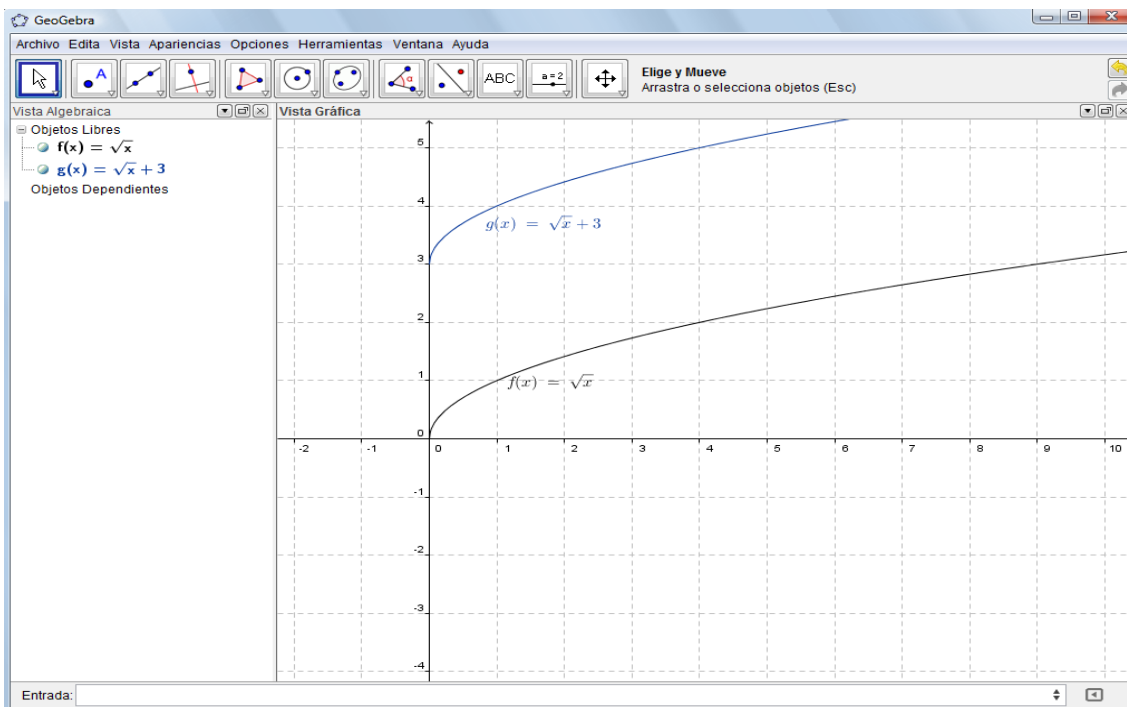 GeoGebra
Archivo Edita Vista Apariencias Opciones Herramientas Ventana Ayuda
A
α
ABC
a=2
Elige y Mueve
Arrastra o selecciona objetos (Esc)
Vista Algebraica
Vista Gráfica
Objetos Libres
f(x) = √x
g(x) = √x + 3
Objetos Dependientes
5
4
g(x) = √x + 3
3
2
1
f(x) = √x
0
-2 -1 0 1 2 3 4 5 6 7 8 9 10
-1
-2
-3
-4
Entrada: